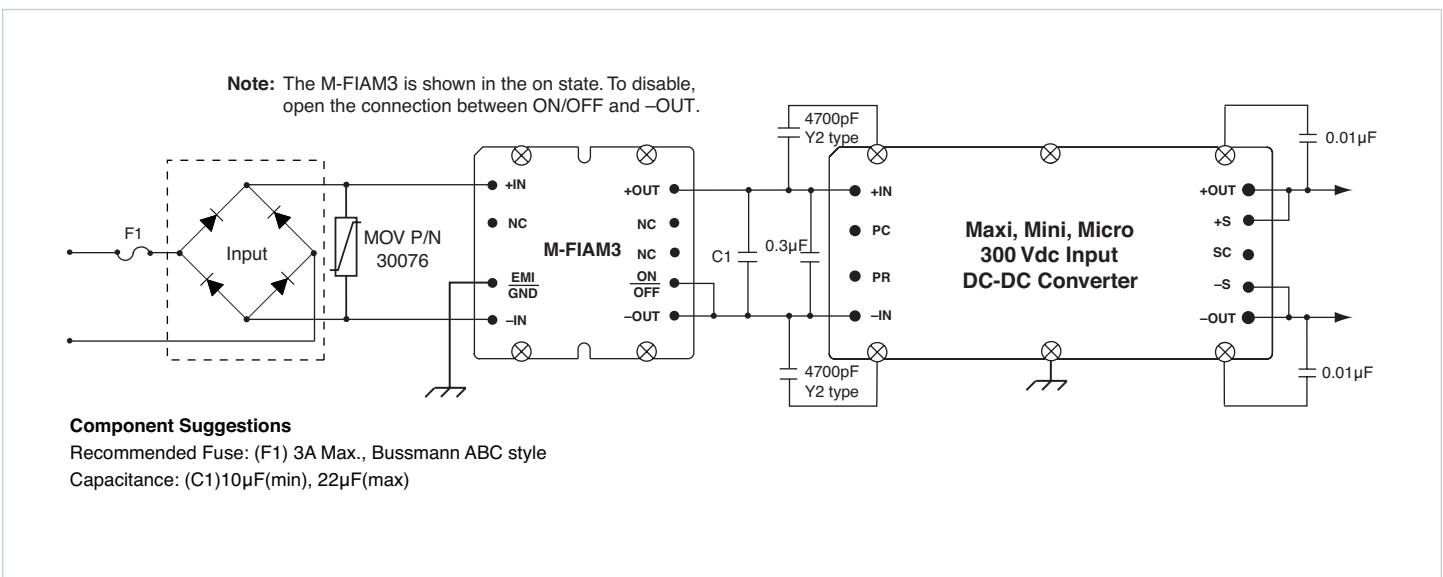 Note: The M-FIAM3 is shown in the on state. To disable,
open the connection between ON/OFF and –OUT.
F1
Input
MOV P/N
30076
+IN
NC
EMI
GND
–IN
M-FIAM3
+OUT
NC
NC
ON
OFF
–OUT
C1
0.3µF
4700pF
Y2 type
4700pF
Y2 type
+IN
PC
PR
–IN
Maxi, Mini, Micro
300 Vdc Input
DC-DC Converter
+OUT
+S
SC
–S
–OUT
0.01µF
0.01µF
Component Suggestions
Recommended Fuse: (F1) 3A Max., Bussmann ABC style
Capacitance: (C1)10µF(min), 22µF(max)